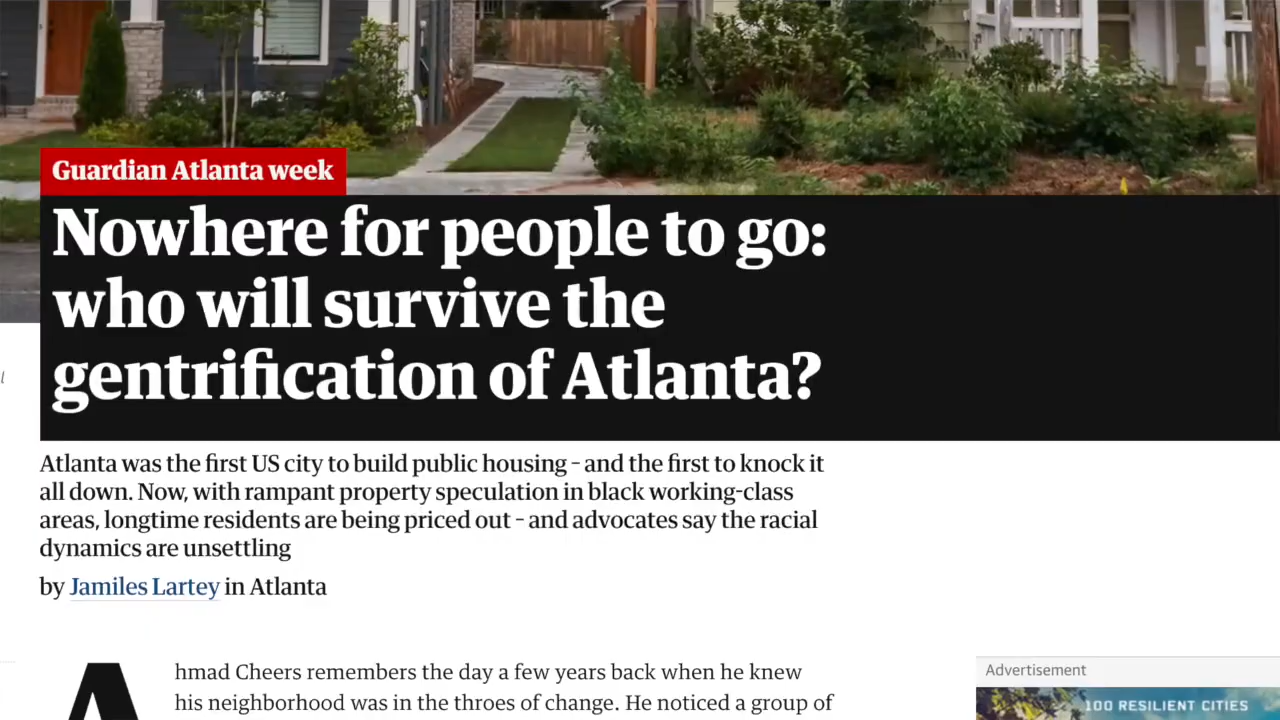 Guardian Atlanta week
Nowhere for people to go:
who will survive the
gentrification of Atlanta?
Atlanta was the first US city to build public housing – and the first to knock it
all down. Now, with rampant property speculation in black working-class
areas, longtime residents are being priced out – and advocates say the racial
dynamics are unsettling
by Jamiles Lartey in Atlanta
Ahmad Cheers remembers the day a few years back when he knew
his neighborhood was in the throes of change. He noticed a group of
Advertisement
100 RESILIENT CITIES